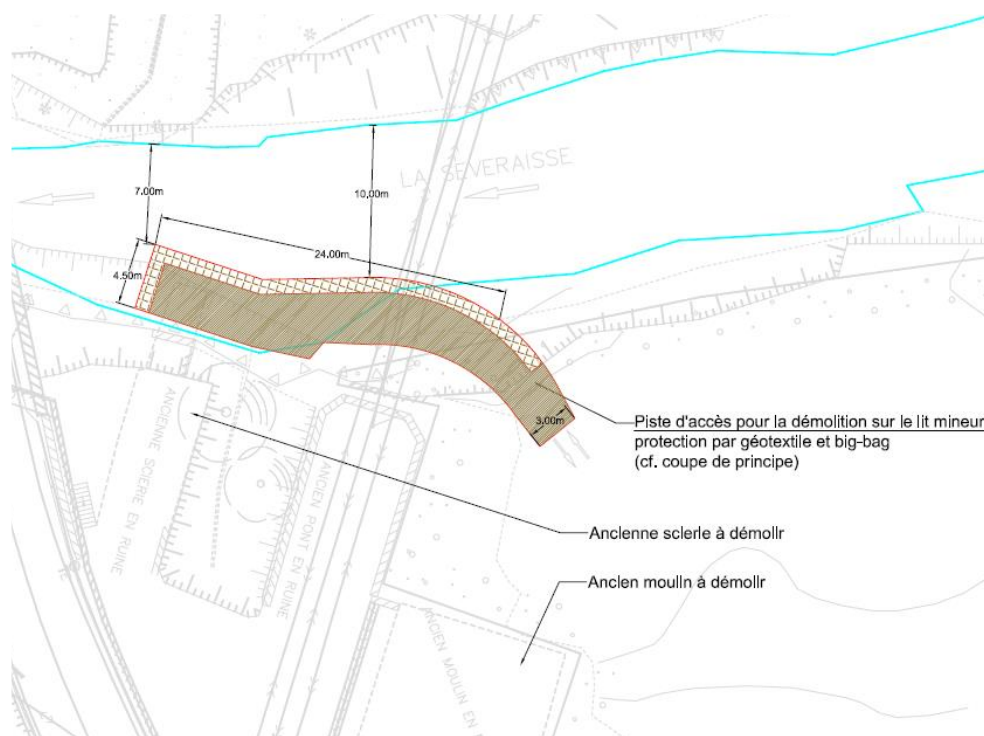 LA SEVERAISSE
7.00m
10.00m
24.00m
4.50m
3.00m
Piste d'accès pour la démolition sur le lit mineur
protection par géotextile et big-bag
(cf. coupe de principe)
ANCIENNE SCIERIE EN RUINE
ANCIEN PONT EN RUINE
Ancienne scierie à démolir
Ancien moulin à démolir
ANCIEN MOULIN EN